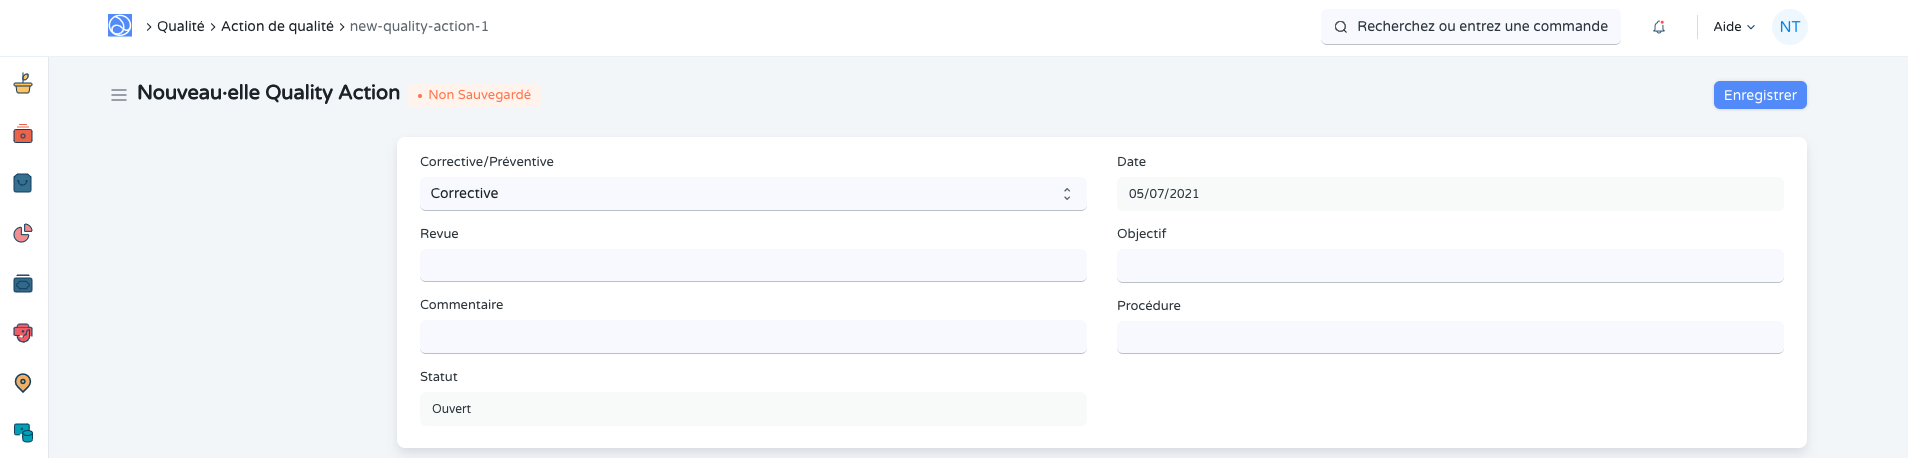 Qualité > Action de qualité > new-quality-action-1
Recherchez ou entrez une commande
Aide
NT
Nouveau·elle Quality Action
• Non Sauvegardé
Enregistrer
Corrective/Préventive
Corrective
Date
05/07/2021
Revue
Objectif
Commentaire
Procédure
Statut
Ouvert